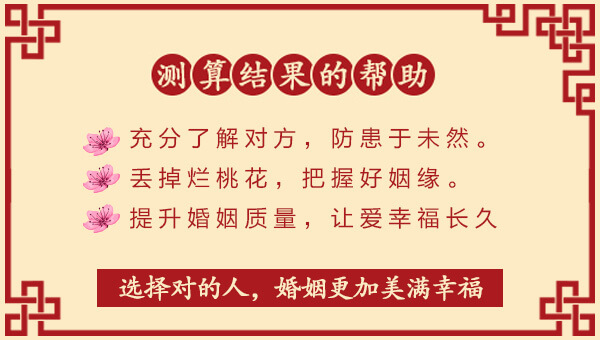 测算结果的帮助
充分了解对方，防患于未然。
丢掉烂桃花，把握好姻缘。
提升婚姻质量，让爱幸福长久
选择对的人，婚姻更加美满幸福